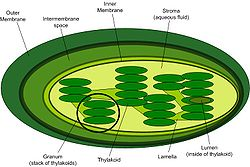 Outer
Membrane
Intermembrane
space
Inner
Membrane
Stroma
(aqueous fluid)
Granum
(stack of thylakoids)
Thylakoid
Lamella
Lumen
(inside of thylakoid)